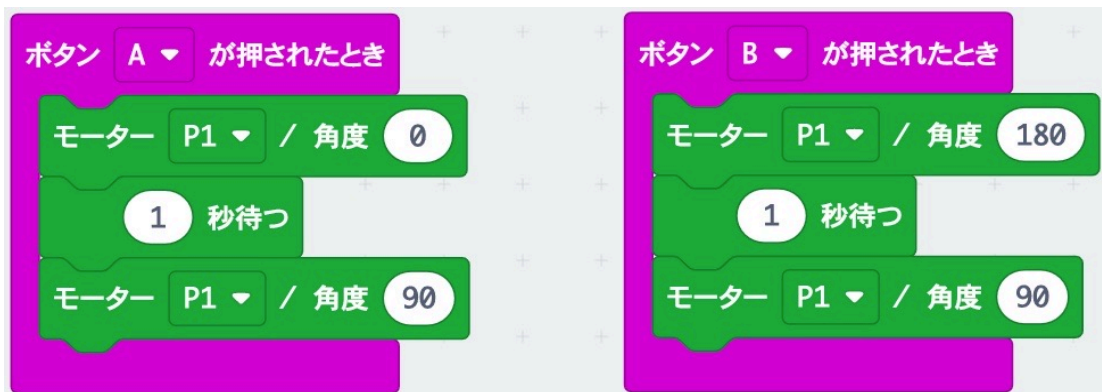 ボタン A が押されたとき
モーター P1 / 角度 0
1 秒待つ
モーター P1 / 角度 90
ボタン B が押されたとき
モーター P1 / 角度 180
1 秒待つ
モーター P1 / 角度 90